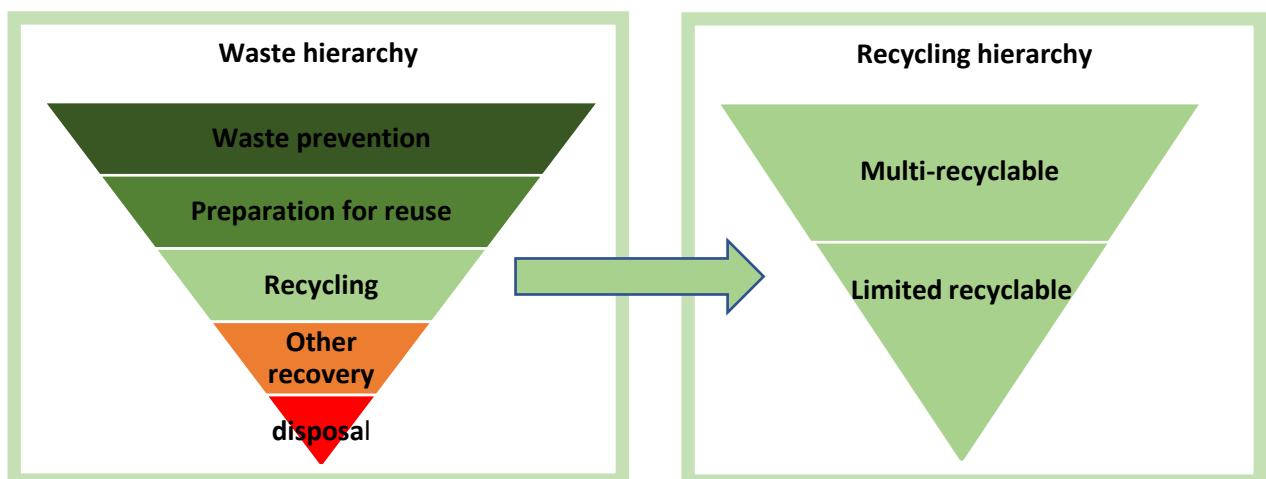 Waste hierarchy
Waste prevention
Preparation for reuse
Recycling
Other
recovery
disposal
Recycling hierarchy
Multi-recyclable
Limited recyclable